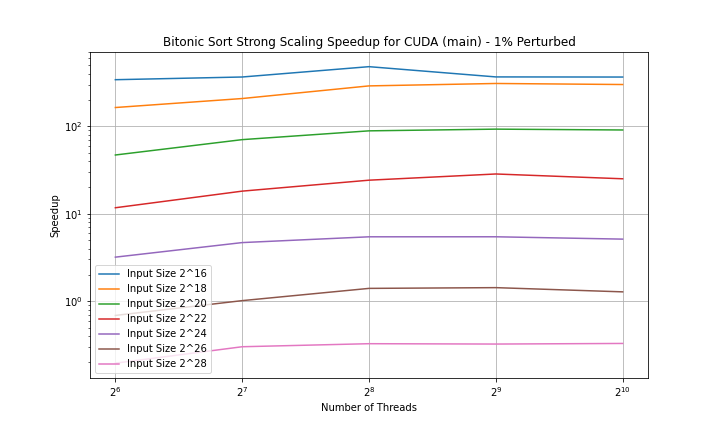 Bitonic Sort Strong Scaling Speedup for CUDA (main) - 1% Perturbed
Speedup
10^2
10^1
10^0
Input Size 2^16
Input Size 2^18
Input Size 2^20
Input Size 2^22
Input Size 2^24
Input Size 2^26
Input Size 2^28
2^6 2^7 2^8 2^9 2^10
Number of Threads